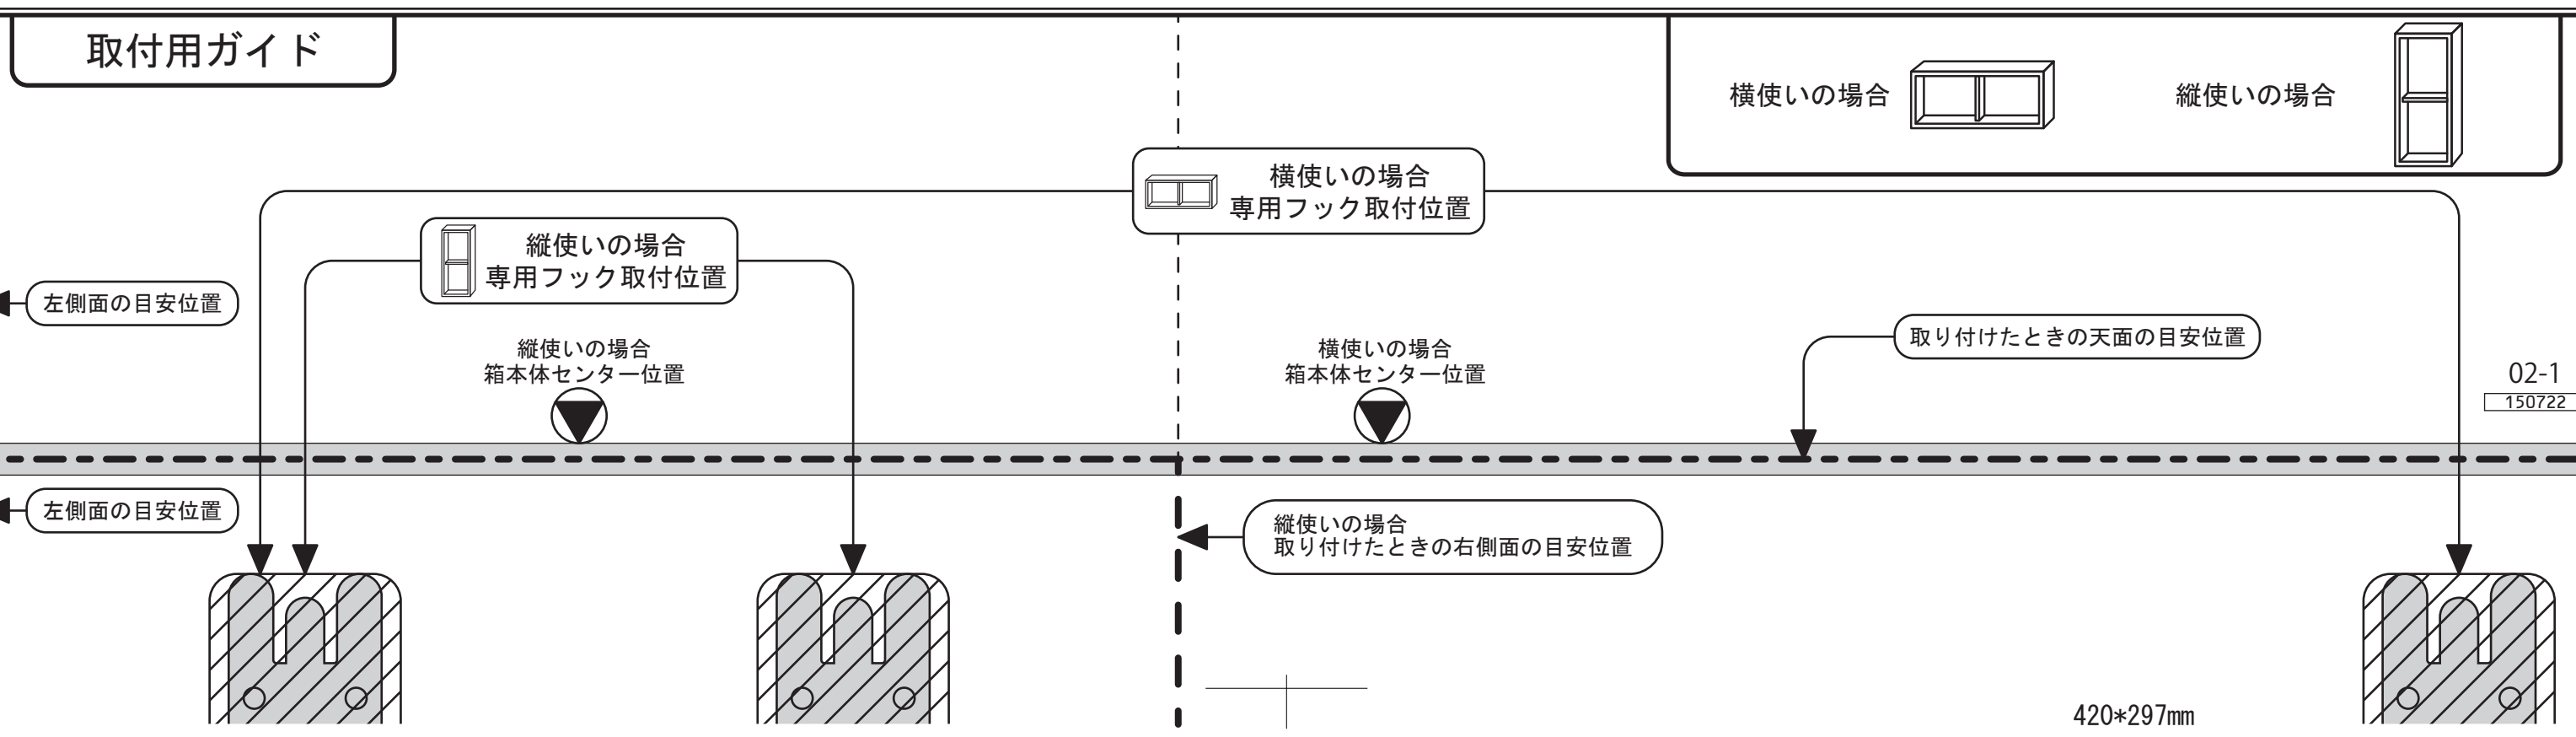 取付用ガイド
横使いの場合
縦使いの場合
横使いの場合
専用フック取付位置
縦使いの場合
専用フック取付位置
左側面の目安位置
縦使いの場合
箱本体センター位置
横使いの場合
箱本体センター位置
取り付けたときの天面の目安位置
02-1
150722
左側面の目安位置
縦使いの場合
取り付けたときの右側面の目安位置
420*297mm